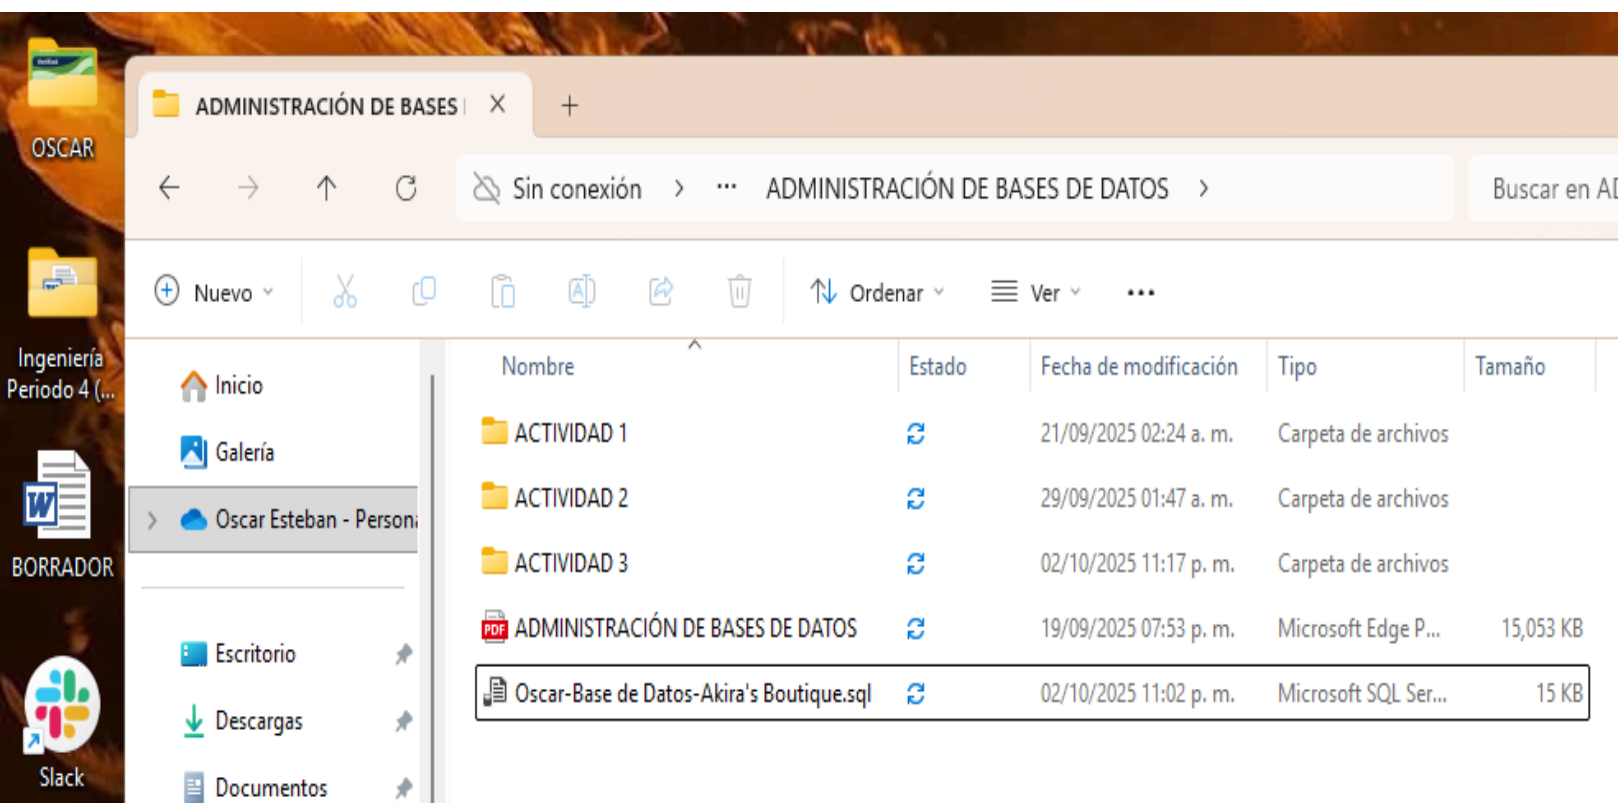 OSCAR
Ingeniería
Periodo 4 (...
BORRADOR
Slack
ADMINISTRACIÓN DE BASES
Sin conexión > ... ADMINISTRACIÓN DE BASES DE DATOS >
Buscar en AD
Nuevo
Ordenar
Ver
Inicio
Galería
Oscar Esteban - Persona
Escritorio
Descargas
Documentos
Nombre Estado Fecha de modificación Tipo Tamaño
ACTIVIDAD 1 21/09/2025 02:24 a. m. Carpeta de archivos
ACTIVIDAD 2 29/09/2025 01:47 a. m. Carpeta de archivos
ACTIVIDAD 3 02/10/2025 11:17 p. m. Carpeta de archivos
PDF ADMINISTRACIÓN DE BASES DE DATOS 19/09/2025 07:53 p. m. Microsoft Edge P... 15,053 KB
Oscar-Base de Datos-Akira's Boutique.sql 02/10/2025 11:02 p. m. Microsoft SQL Ser... 15 KB